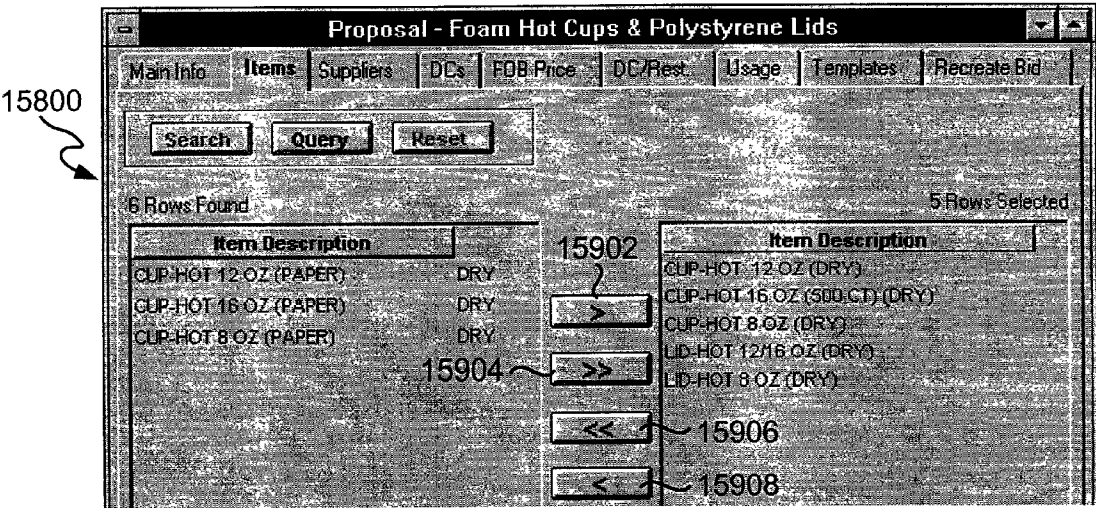 Proposal - Foam Hot Cups & Polystyrene Lids
Main Info Items Suppliers DCs FOB Price DC/Rest. Usage Templates Recreate Bid
15800
Search Query Reset
6 Rows Found
5 Rows Selected
Item Description
CUP-HOT 12 OZ (PAPER) DRY
CUP-HOT 16 OZ (PAPER) DRY
CUP-HOT 8 OZ (PAPER) DRY
15902
>
15904 >>
<< 15906
< 15908
Item Description
CUP-HOT 12 OZ (DRY)
CUP-HOT 16 OZ (500 CT) (DRY)
CUP-HOT 8 OZ (DRY)
LID-HOT 12/16 OZ (DRY)
LID-HOT 8 OZ (DRY)